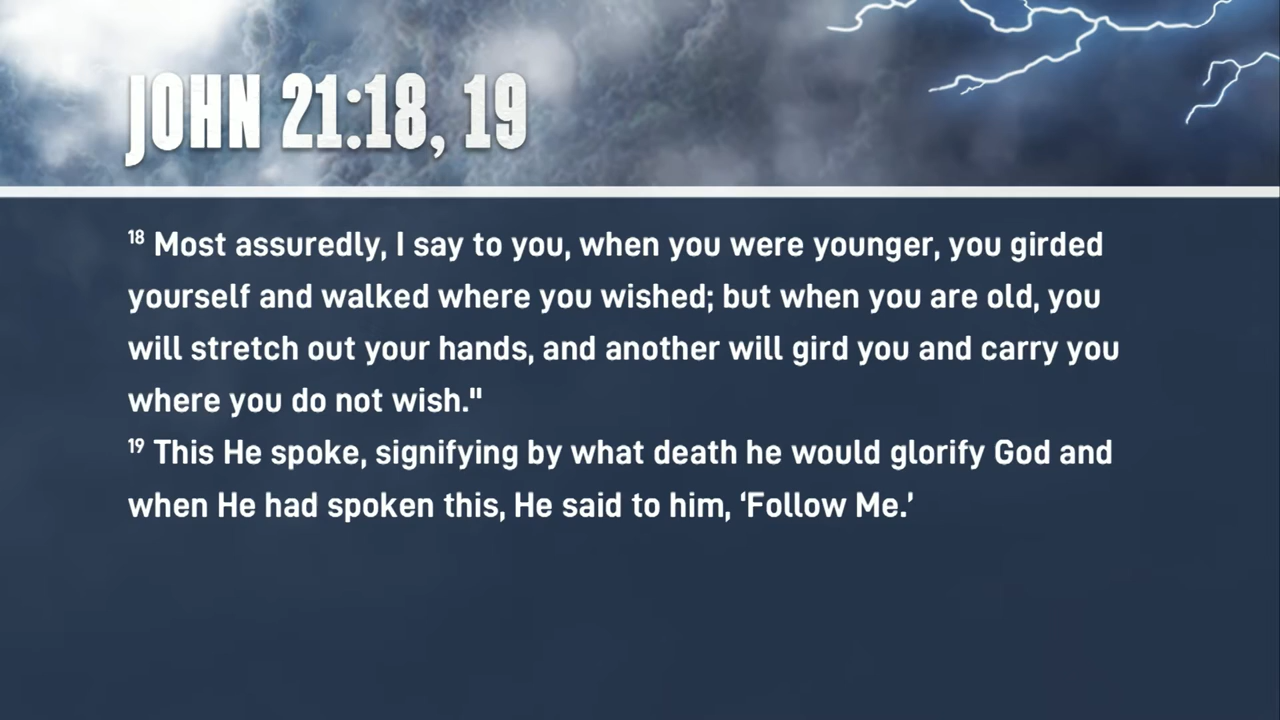 JOHN 21:18, 19
18 Most assuredly, I say to you, when you were younger, you girded
yourself and walked where you wished; but when you are old, you
will stretch out your hands, and another will gird you and carry you
where you do not wish."
19 This He spoke, signifying by what death he would glorify God and
when He had spoken this, He said to him, ‘Follow Me.’